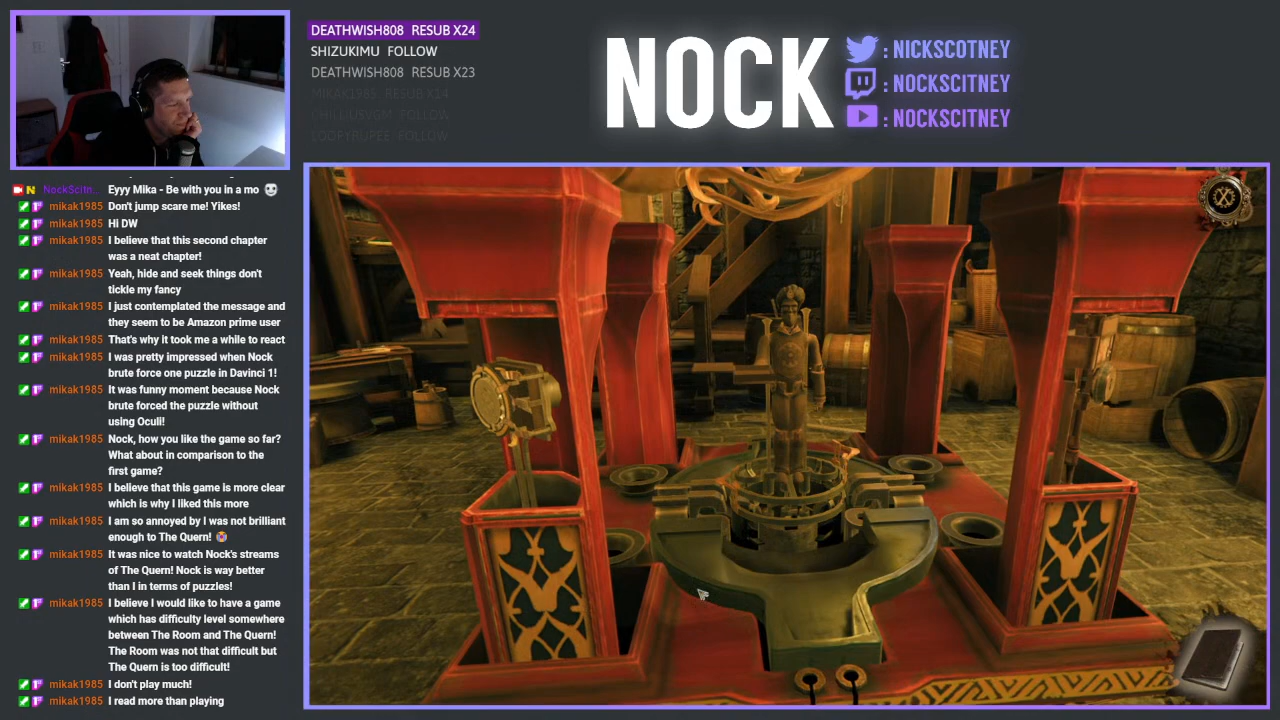 DEATHWISH808 RESUB X24
SHIZUKIMU FOLLOW
DEATHWISH808 RESUB X23
MIKAK1985 RESUB X14
CHILLIUSVGM FOLLOW
LOOPYRUPEE FOLLOW
NOCK
: NICKSCOTNEY
: NOCKSCITNEY
: NOCKSCITNEY
N NockScitn.. Eyyy Mika - Be with you in a mo
mikak1985 Don't jump scare me! Yikes!
mikak1985 Hi DW
mikak1985 I believe that this second chapter
was a neat chapter!
mikak1985 Yeah, hide and seek things don't
tickle my fancy
mikak1985 I just contemplated the message and
they seem to be Amazon prime user
mikak1985 That's why it took me a while to react
mikak1985 I was pretty impressed when Nock
brute force one puzzle in Davinci 1!
mikak1985 It was funny moment because Nock
brute forced the puzzle without
using Oculi!
mikak1985 Nock, how you like the game so far?
What about in comparison to the
first game?
mikak1985 I believe that this game is more clear
which is why I liked this more
mikak1985 I am so annoyed by I was not brilliant
enough to The Quern!
mikak1985 It was nice to watch Nock's streams
of The Quern! Nock is way better
than I in terms of puzzles!
mikak1985 I believe I would like to have a game
which has difficulty level somewhere
between The Room and The Quern!
The Room was not that difficult but
The Quern is too difficult!
mikak1985 I don't play much!
mikak1985 I read more than playing